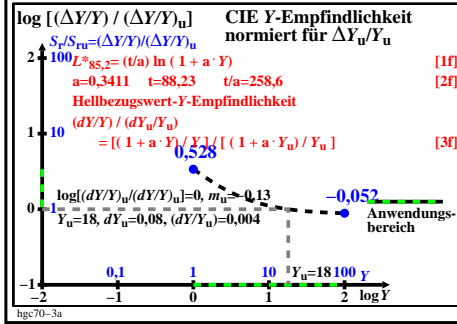 log [(ΔY/Y) / (ΔY/Y)u]
CIE Y-Empfindlichkeit
normiert für ΔYu/Yu
Sr/Sru=(ΔY/Y)/(ΔY/Y)u
L*85,2=(t/a) ln ( 1 + a· Y) [1f]
a=0,3411 t=88,23 t/a=258,6 [2f]
Hellbezugswert-Y-Empfindlichkeit
(dY/Y) / (dYu/Yu)
= [( 1 + a· Y) / Y ] / [ ( 1 + a· Yu) / Yu ] [3f]
2 100
1 10
0 1
−1
0,528
−0,052
log[(dY/Y)u/(dY/Y)]=0, mu=−0,13
Yu=18, dYu=0,08, (dY/Yu)=0,004
Anwendungs-
bereich
0,1 1 10 Yu=18 100 Y
−2 −1 0 1 2 log Y
hgc70−3a